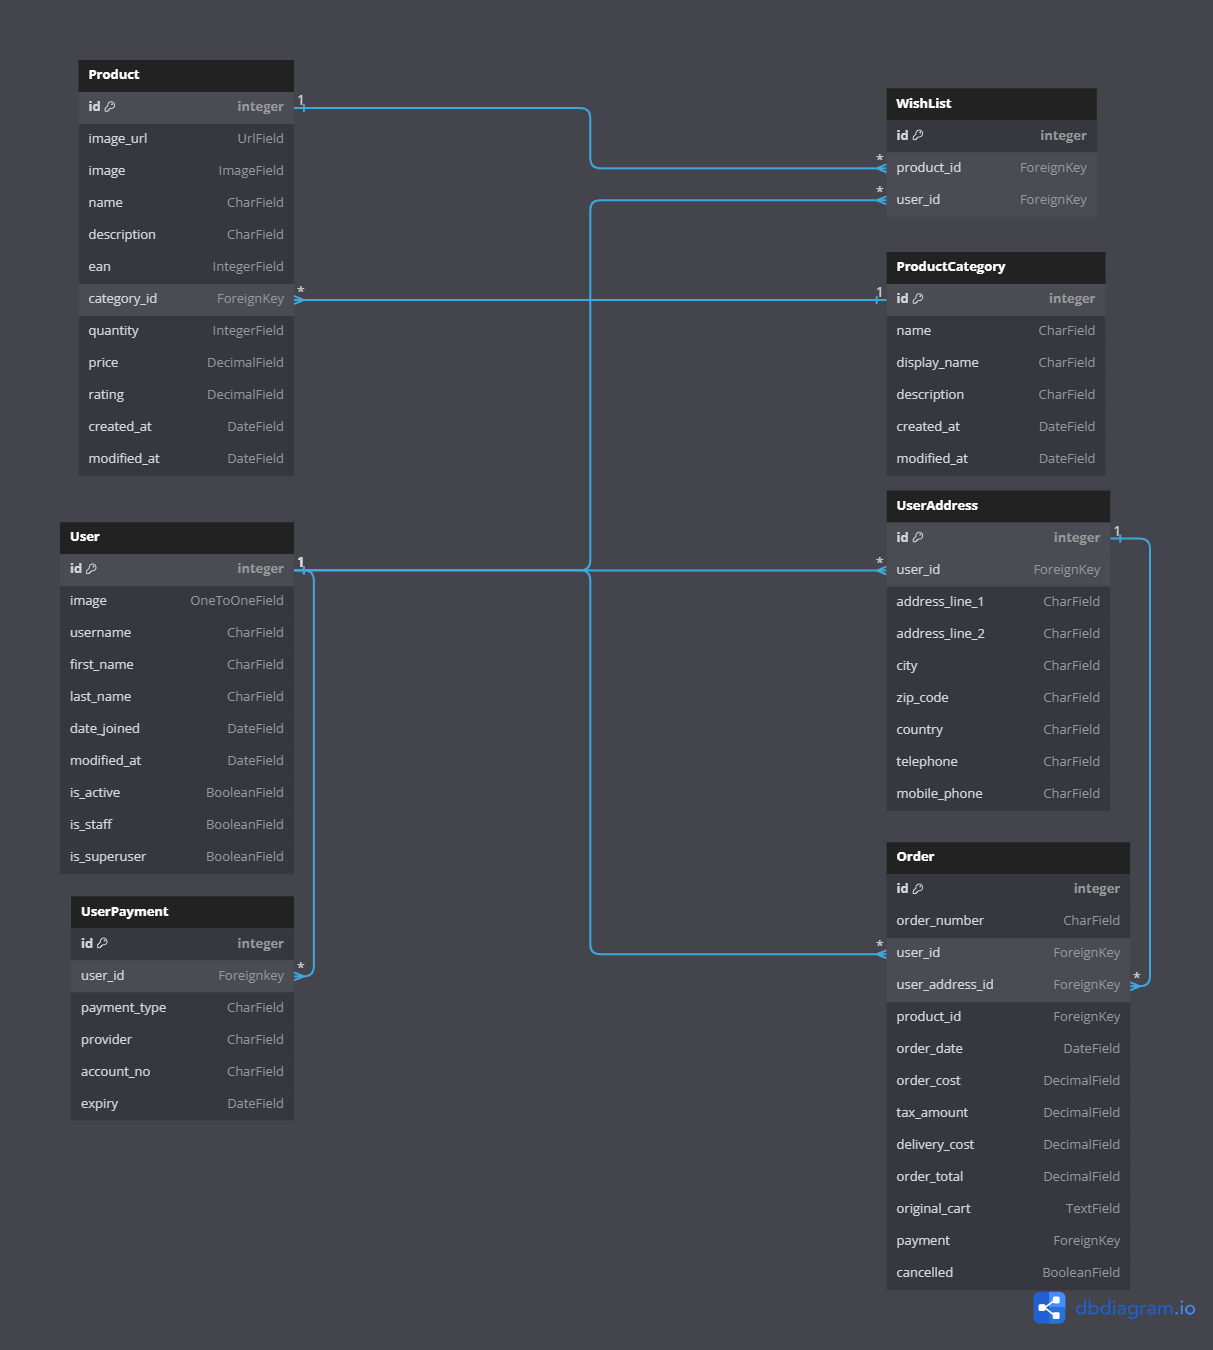 Product
id integer
image_url UrlField
image ImageField
name CharField
description CharField
ean IntegerField
category_id ForeignKey
quantity IntegerField
price DecimalField
rating DecimalField
created_at DateField
modified_at DateField
1
*
User
id integer
image OneToOneField
username CharField
first_name CharField
last_name CharField
date_joined DateField
modified_at DateField
is_active BooleanField
is_staff BooleanField
is_superuser BooleanField
1
UserPayment
id integer
user_id Foreignkey
payment_type CharField
provider CharField
account_no CharField
expiry DateField
*
WishList
id integer
product_id ForeignKey
user_id ForeignKey
*
*
ProductCategory
id integer
name CharField
display_name CharField
description CharField
created_at DateField
modified_at DateField
1
UserAddress
id integer
user_id ForeignKey
address_line_1 CharField
address_line_2 CharField
city CharField
zip_code CharField
country CharField
telephone CharField
mobile_phone CharField
1
*
Order
id integer
order_number CharField
user_id ForeignKey
user_address_id ForeignKey
product_id ForeignKey
order_date DateField
order_cost DecimalField
tax_amount DecimalField
delivery_cost DecimalField
order_total DecimalField
original_cart TextField
payment ForeignKey
cancelled BooleanField
*
*
dbdiagram.io